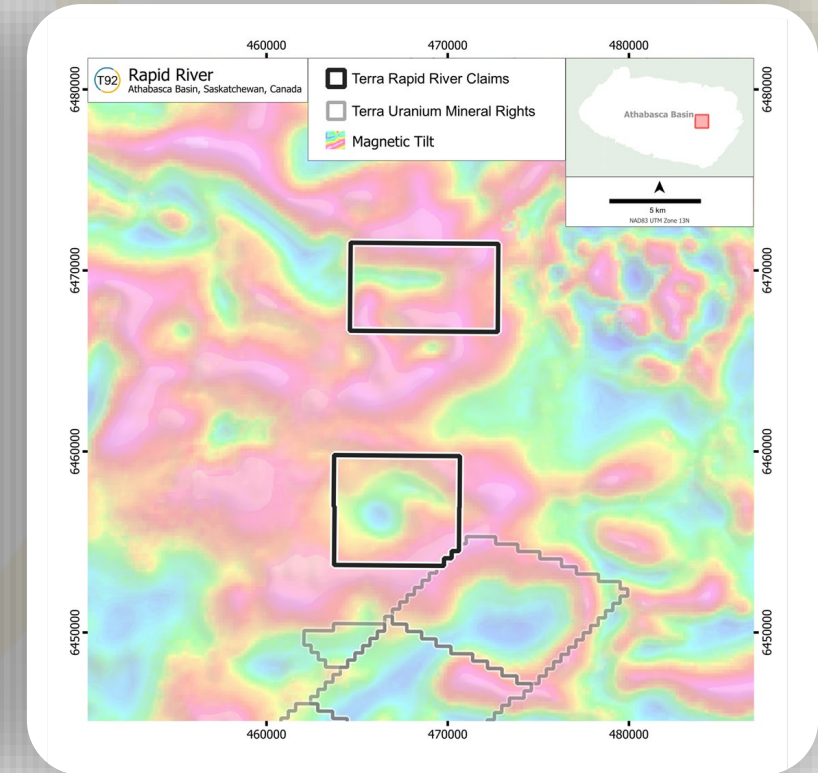 460000
470000
480000
T92
Rapid River
Athabasca Basin, Saskatchewan, Canada
Terra Rapid River Claims
Terra Uranium Mineral Rights
Magnetic Tilt
Athabasca Basin
5 km
NAD83 UTM Zone 13N
6480000
6480000
6470000
6470000
6460000
6460000
6450000
6450000
460000
470000
480000